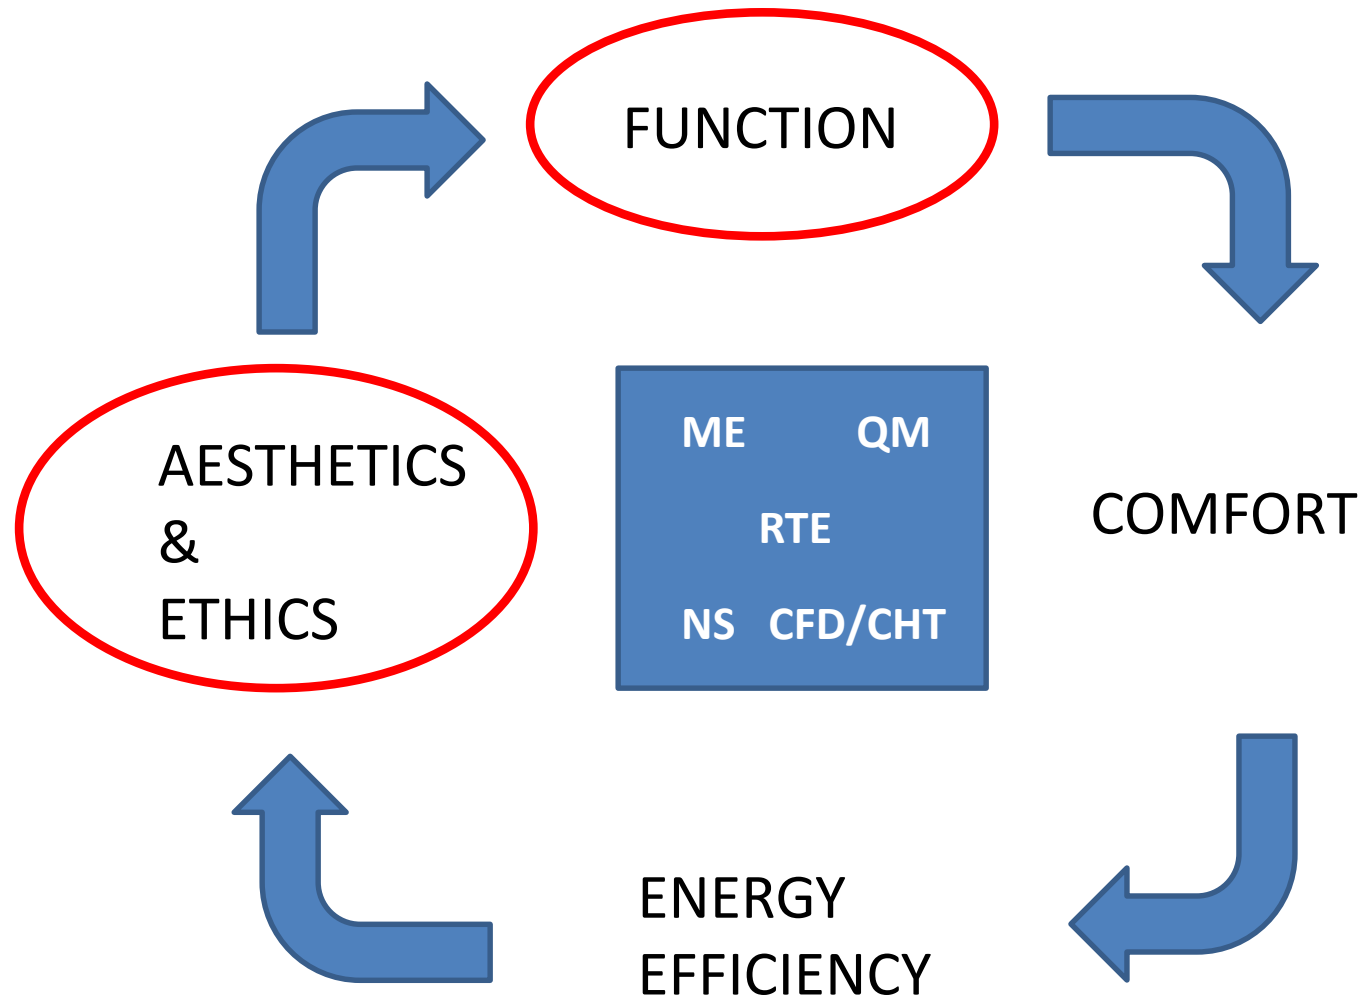 FUNCTION
AESTHETICS
&
ETHICS
ME QM
RTE
NS CFD/CHT
COMFORT
ENERGY
EFFICIENCY